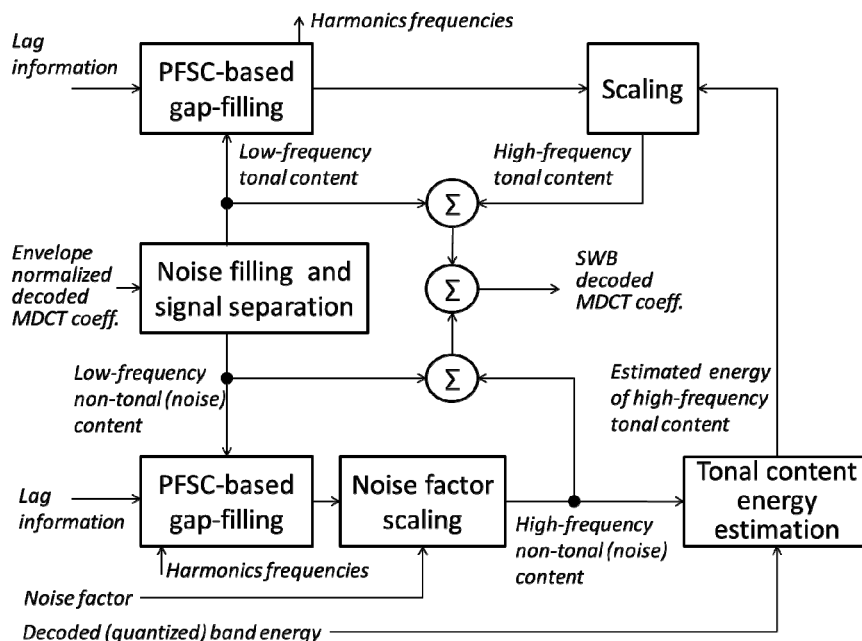 Harmonics frequencies
Lag
information
PFSC-based
gap-filling
Scaling
Low-frequency
tonal content
High-frequency
tonal content
Σ
Envelope
normalized
decoded
MDCT coeff.
Noise filling and
signal separation
Σ
SWB
decoded
MDCT coeff.
Low-frequency
non-tonal (noise)
content
Σ
Estimated energy
of high-frequency
tonal content
Lag
information
PFSC-based
gap-filling
Noise factor
scaling
Tonal content
energy
estimation
High-frequency
non-tonal (noise)
content
Harmonics frequencies
Noise factor
Decoded (quantized) band energy